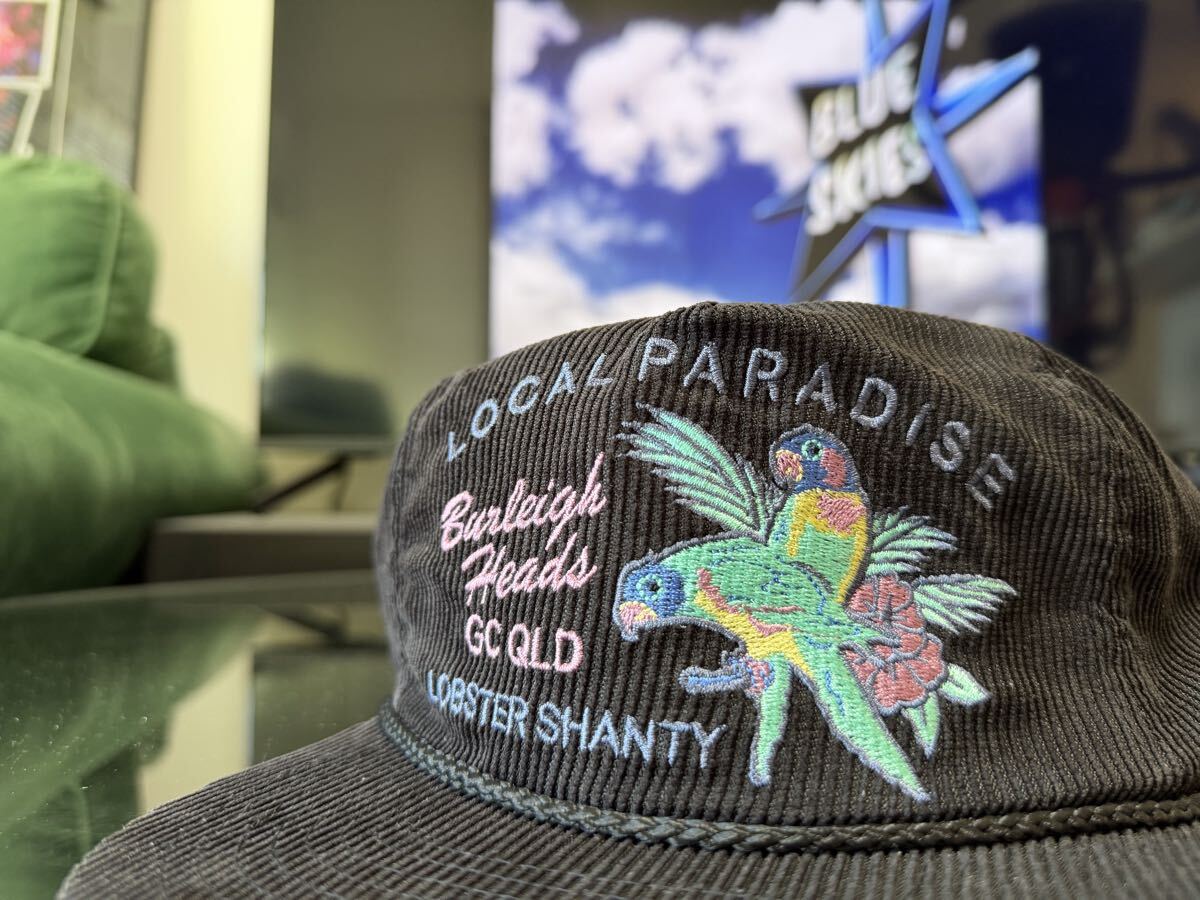 BLUE
SKIES
LOCAL PARADISE
Burleigh
Heads
GC QLD
LOBSTER SHANTY